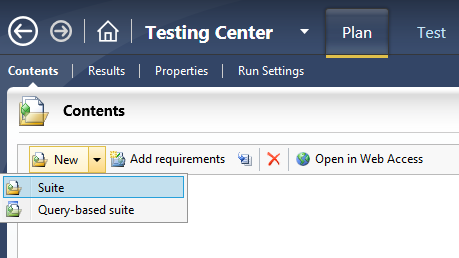 Testing Center Plan Test
Contents Results Properties Run Settings
Contents
New Add requirements Open in Web Access
Suite
Query-based suite